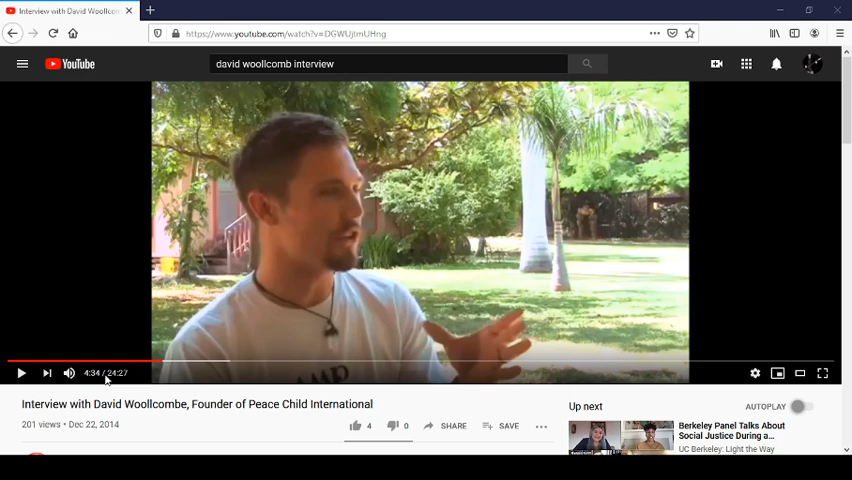 Interview with David Woollcom
https://www.youtube.com/watch?v=DGWUjtmUHng
YouTube
david woollcomb interview
4:34 / 24:27
Interview with David Woollcombe, Founder of Peace Child International
201 views • Dec 22, 2014
4
0
SHARE
SAVE
Up next
AUTOPLAY
Berkeley Panel Talks About
Social Justice During a...
UC Berkeley: Light the Way